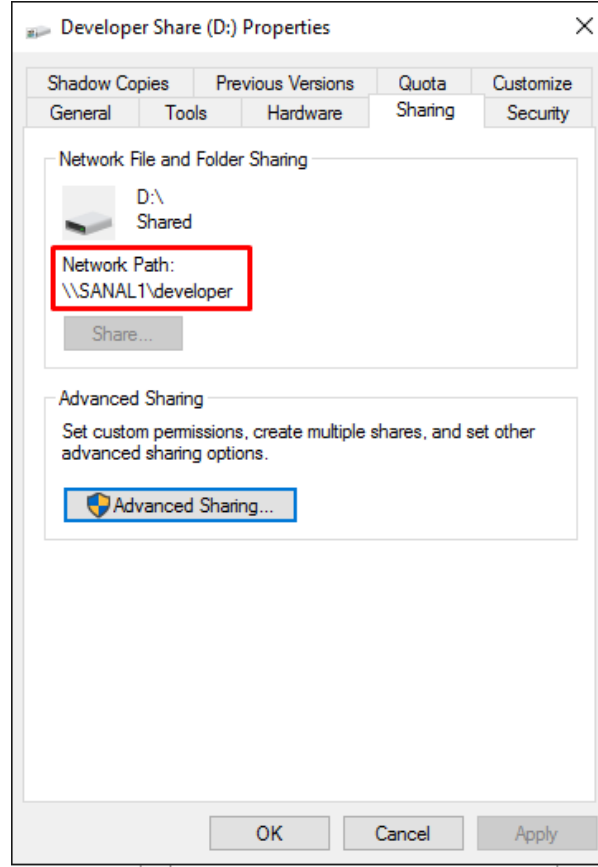 Developer Share (D:) Properties
Shadow Copies Previous Versions Quota Customize
General Tools Hardware Sharing Security
Network File and Folder Sharing
D:\
Shared
Network Path:
\\SANAL1\developer
Share...
Advanced Sharing
Set custom permissions, create multiple shares, and set other
advanced sharing options.
Advanced Sharing...
OK Cancel Apply